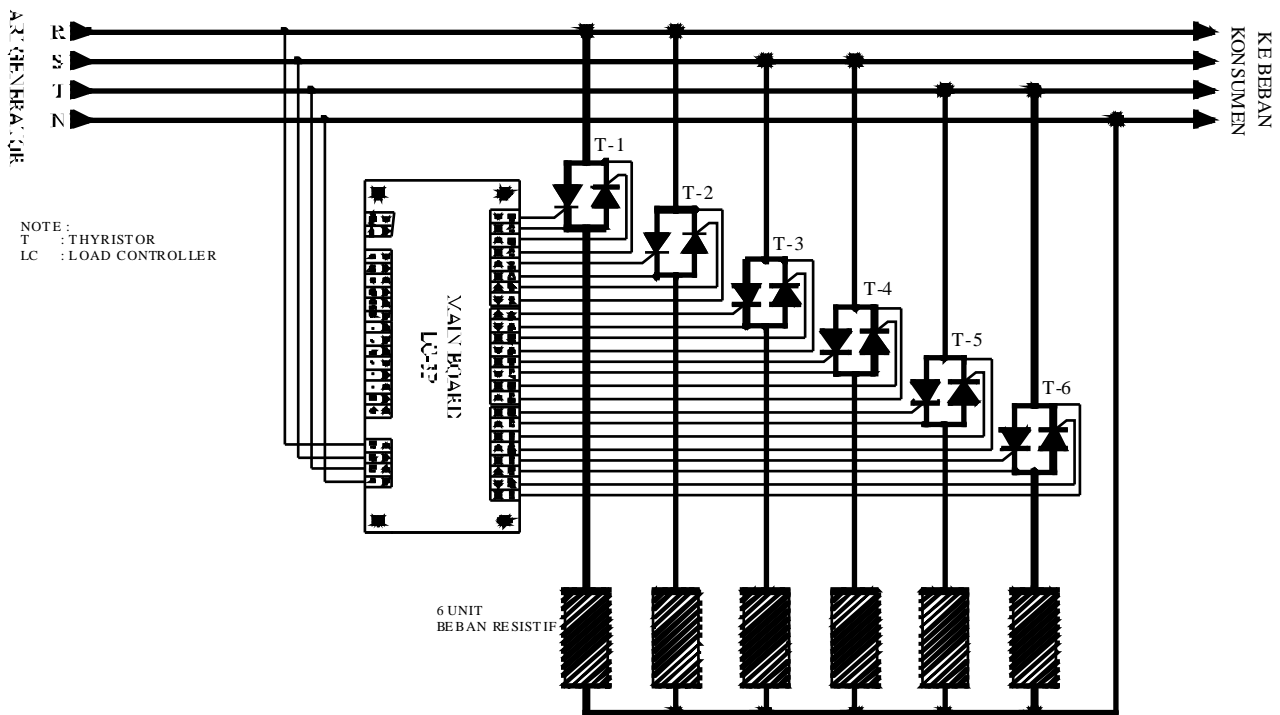 R
S
T
N
KE BEBAN
KONSUMEN
T-1
T-2
T-3
T-4
T-5
T-6
NOTE :
T : THYRISTOR
LC : LOAD CONTROLLER
MAIN BOARD
6 UNIT
BEBAN RESISTIF